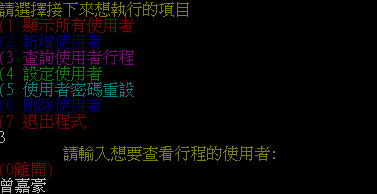 請選擇接下來想執行的項目
(1 顯示所有使用者
(2 新增使用者
(3 查詢使用者行程
(4 設定使用者
(5 使用者密碼重設
(6 刪除使用者
(7 退出程式
3
請輸入想要查看行程的使用者:
(0離開)
曾嘉豪